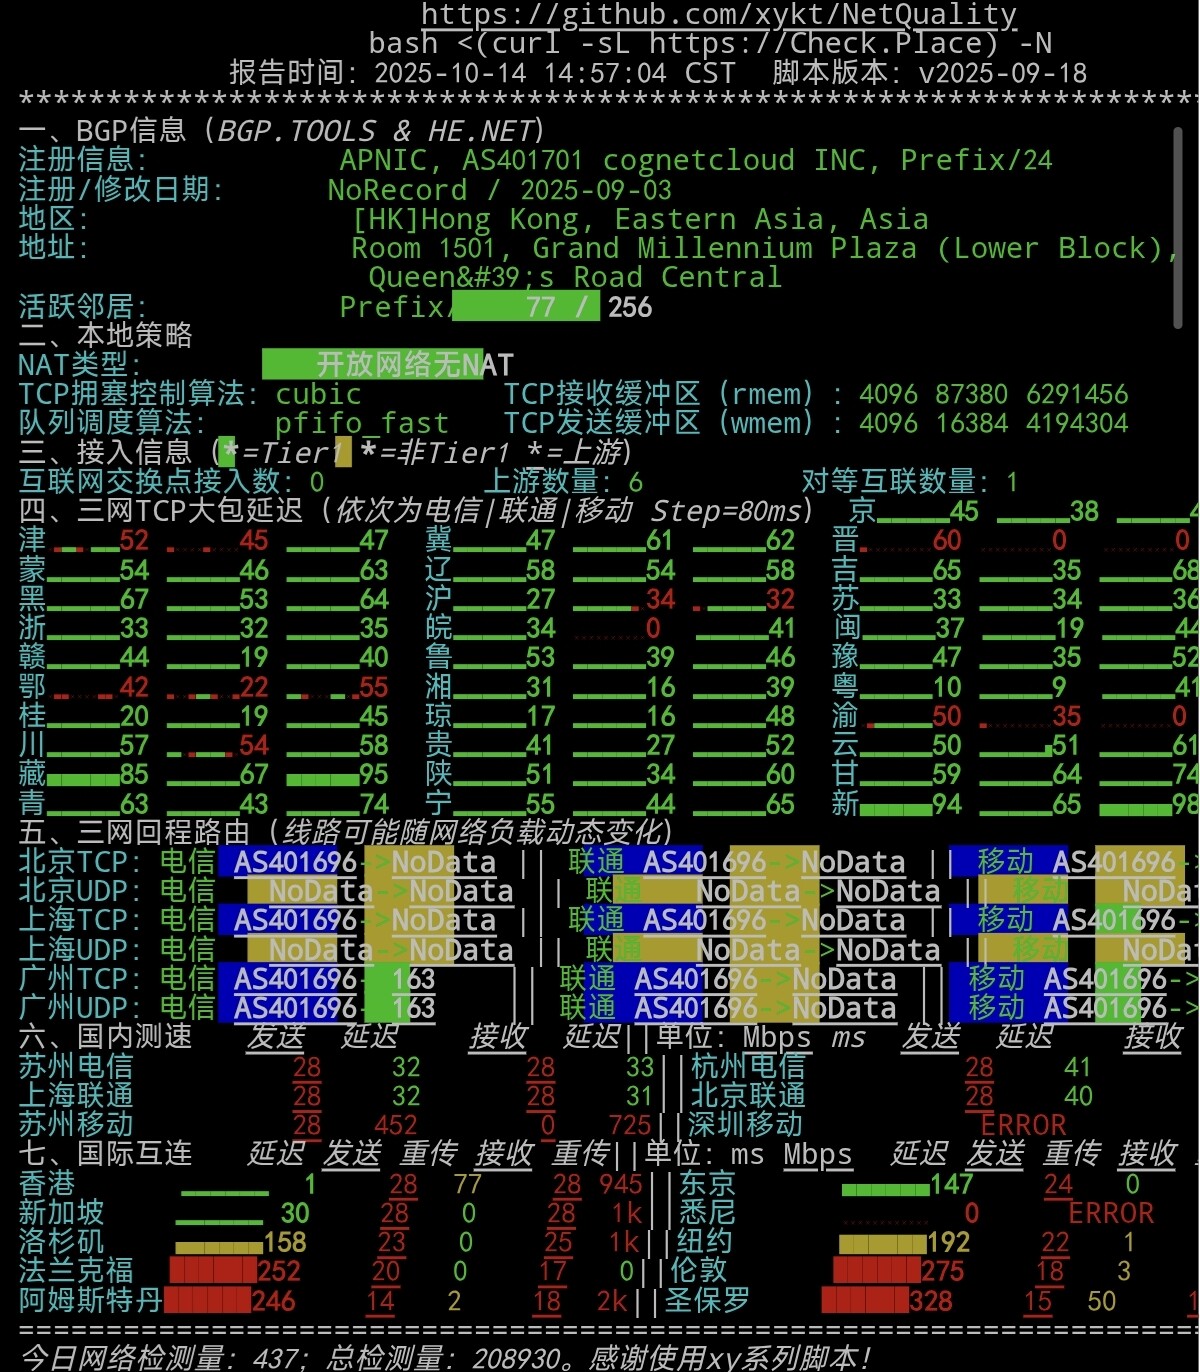 https://github.com/xykt/NetQuality
bash <(curl -sL https://Check.Place) -N
报告时间：2025-10-14 14:57:04 CST 脚本版本：v2025-09-18
********************************************************************************
一、BGP信息（BGP.TOOLS & HE.NET）
注册信息： APNIC, AS401701 cognetcloud INC, Prefix/24
注册/修改日期： NoRecord / 2025-09-03
地区： [HK]Hong Kong, Eastern Asia, Asia
地址： Room 1501, Grand Millennium Plaza (Lower Block),
Queen&#39;s Road Central
活跃邻居： Prefix/ 77 / 256
二、本地策略
NAT类型： 开放网络无NAT
TCP拥塞控制算法：cubic TCP接收缓冲区（rmem）：4096 87380 6291456
队列调度算法： pfifo_fast TCP发送缓冲区（wmem）：4096 16384 4194304
三、接入信息（*=Tier1 *=非Tier1 *=上游）
互联网交换点接入数：0 上游数量：6 对等互联数量：1
四、三网TCP大包延迟（依次为电信|联通|移动 Step=80ms） 京 45 38 4
津 52 45 47 冀 47 61 62 晋 60 0 0
蒙 54 46 63 辽 58 54 58 吉 65 35 68
黑 67 53 64 沪 27 34 32 苏 33 34 36
浙 33 32 35 皖 34 0 41 闽 37 19 44
赣 44 19 40 鲁 53 39 46 豫 47 35 52
鄂 42 22 55 湘 31 16 39 粤 10 9 41
桂 20 19 45 琼 17 16 48 渝 50 35 0
川 57 54 58 贵 41 27 52 云 50 51 61
藏 85 67 95 陕 51 34 60 甘 59 64 74
青 63 43 74 宁 55 44 65 新 94 65 98
五、三网回程路由（线路可能随网络负载动态变化）
北京TCP：电信 AS401696->NoData || 联通 AS401696->NoData || 移动 AS401696->
北京UDP：电信 NoData->NoData || 联通 NoData->NoData || 移动 NoDa
上海TCP：电信 AS401696->NoData || 联通 AS401696->NoData || 移动 AS401696->
上海UDP：电信 NoData->NoData || 联通 NoData->NoData || 移动 NoDa
广州TCP：电信 AS401696- 163 || 联通 AS401696->NoData || 移动 AS401696->
广州UDP：电信 AS401696- 163 || 联通 AS401696->NoData || 移动 AS401696->
六、国内测速 发送 延迟 接收 延迟||单位：Mbps ms 发送 延迟 接收
苏州电信 28 32 28 33||杭州电信 28 41
上海联通 28 32 28 31||北京联通 28 40
苏州移动 28 452 0 725||深圳移动 ERROR
七、国际互连 延迟 发送 重传 接收 重传||单位：ms Mbps 延迟 发送 重传 接收
香港 1 28 77 28 945||东京 147 24 0
新加坡 30 28 0 28 1k||悉尼 0 ERROR
洛杉矶 158 23 0 25 1k||纽约 192 22 1
法兰克福 252 20 0 17 0||伦敦 275 18 3
阿姆斯特丹 246 14 2 18 2k||圣保罗 328 15 50 1
================================================================================
今日网络检测量：437；总检测量：208930。感谢使用xy系列脚本！